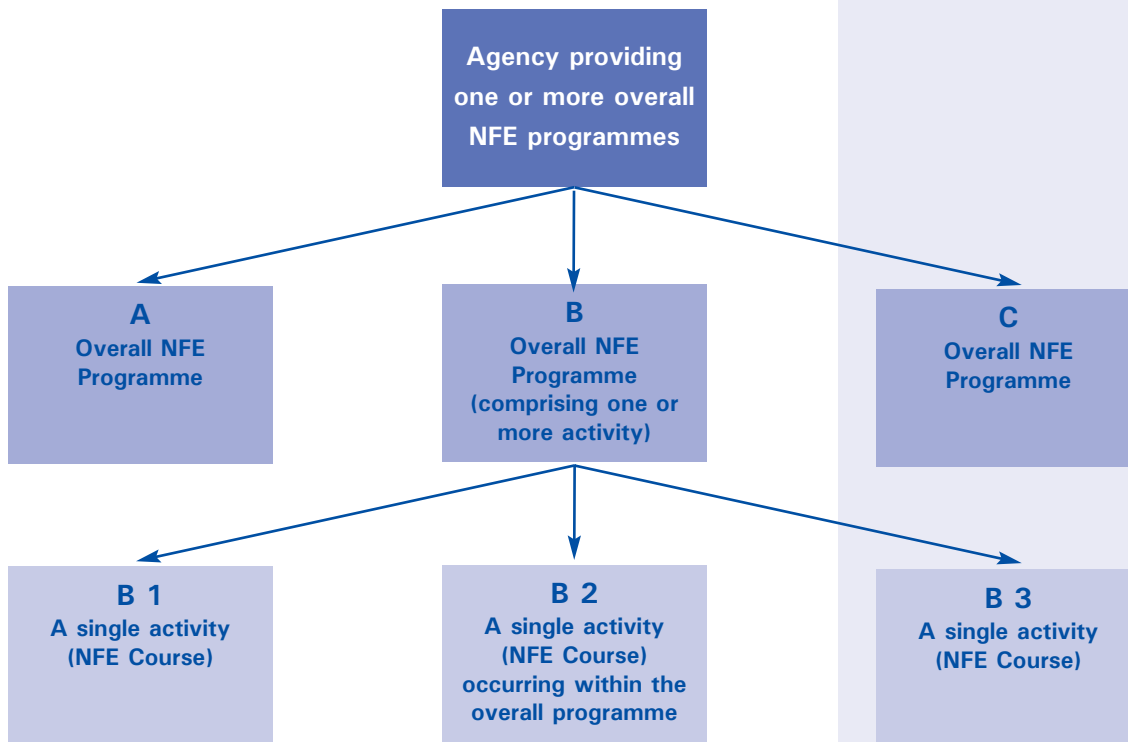 Agency providing
one or more overall
NFE programmes
A
Overall NFE
Programme
B
Overall NFE
Programme
(comprising one or
more activity)
C
Overall NFE
Programme
B 1
A single activity
(NFE Course)
B 2
A single activity
(NFE Course)
occurring within the
overall programme
B 3
A single activity
(NFE Course)